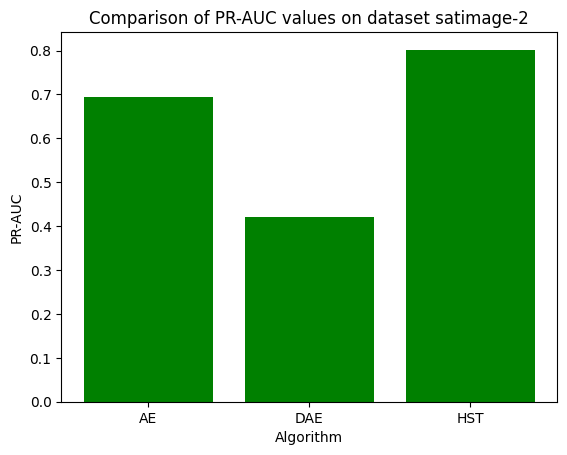 Comparison of PR-AUC values on dataset satimage-2
PR-AUC
0.8
0.7
0.6
0.5
0.4
0.3
0.2
0.1
0.0
AE DAE HST
Algorithm